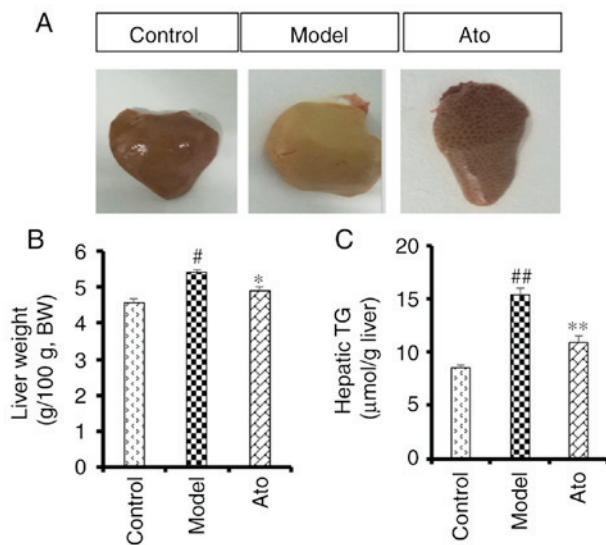 A
Control
Model
Ato
B
Liver weight
(g/100 g, BW)
6
5
4
3
2
1
0
#
*
Control
Model
Ato
C
Hepatic TG
(μmol/g liver)
20
15
10
5
0
##
**
Control
Model
Ato